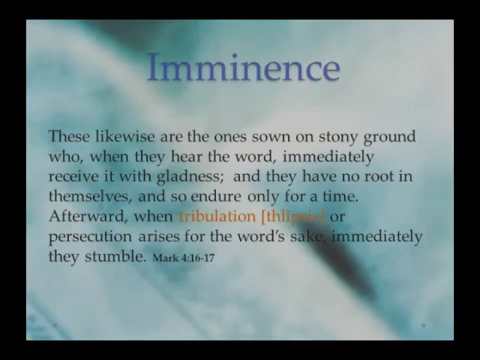 Imminence
These likewise are the ones sown on stony ground
who, when they hear the word, immediately
receive it with gladness;  and they have no root in
themselves, and so endure only for a time.
Afterward, when tribulation [thlipsis] or
persecution arises for the word's sake, immediately
they stumble. Mark 4:16-17